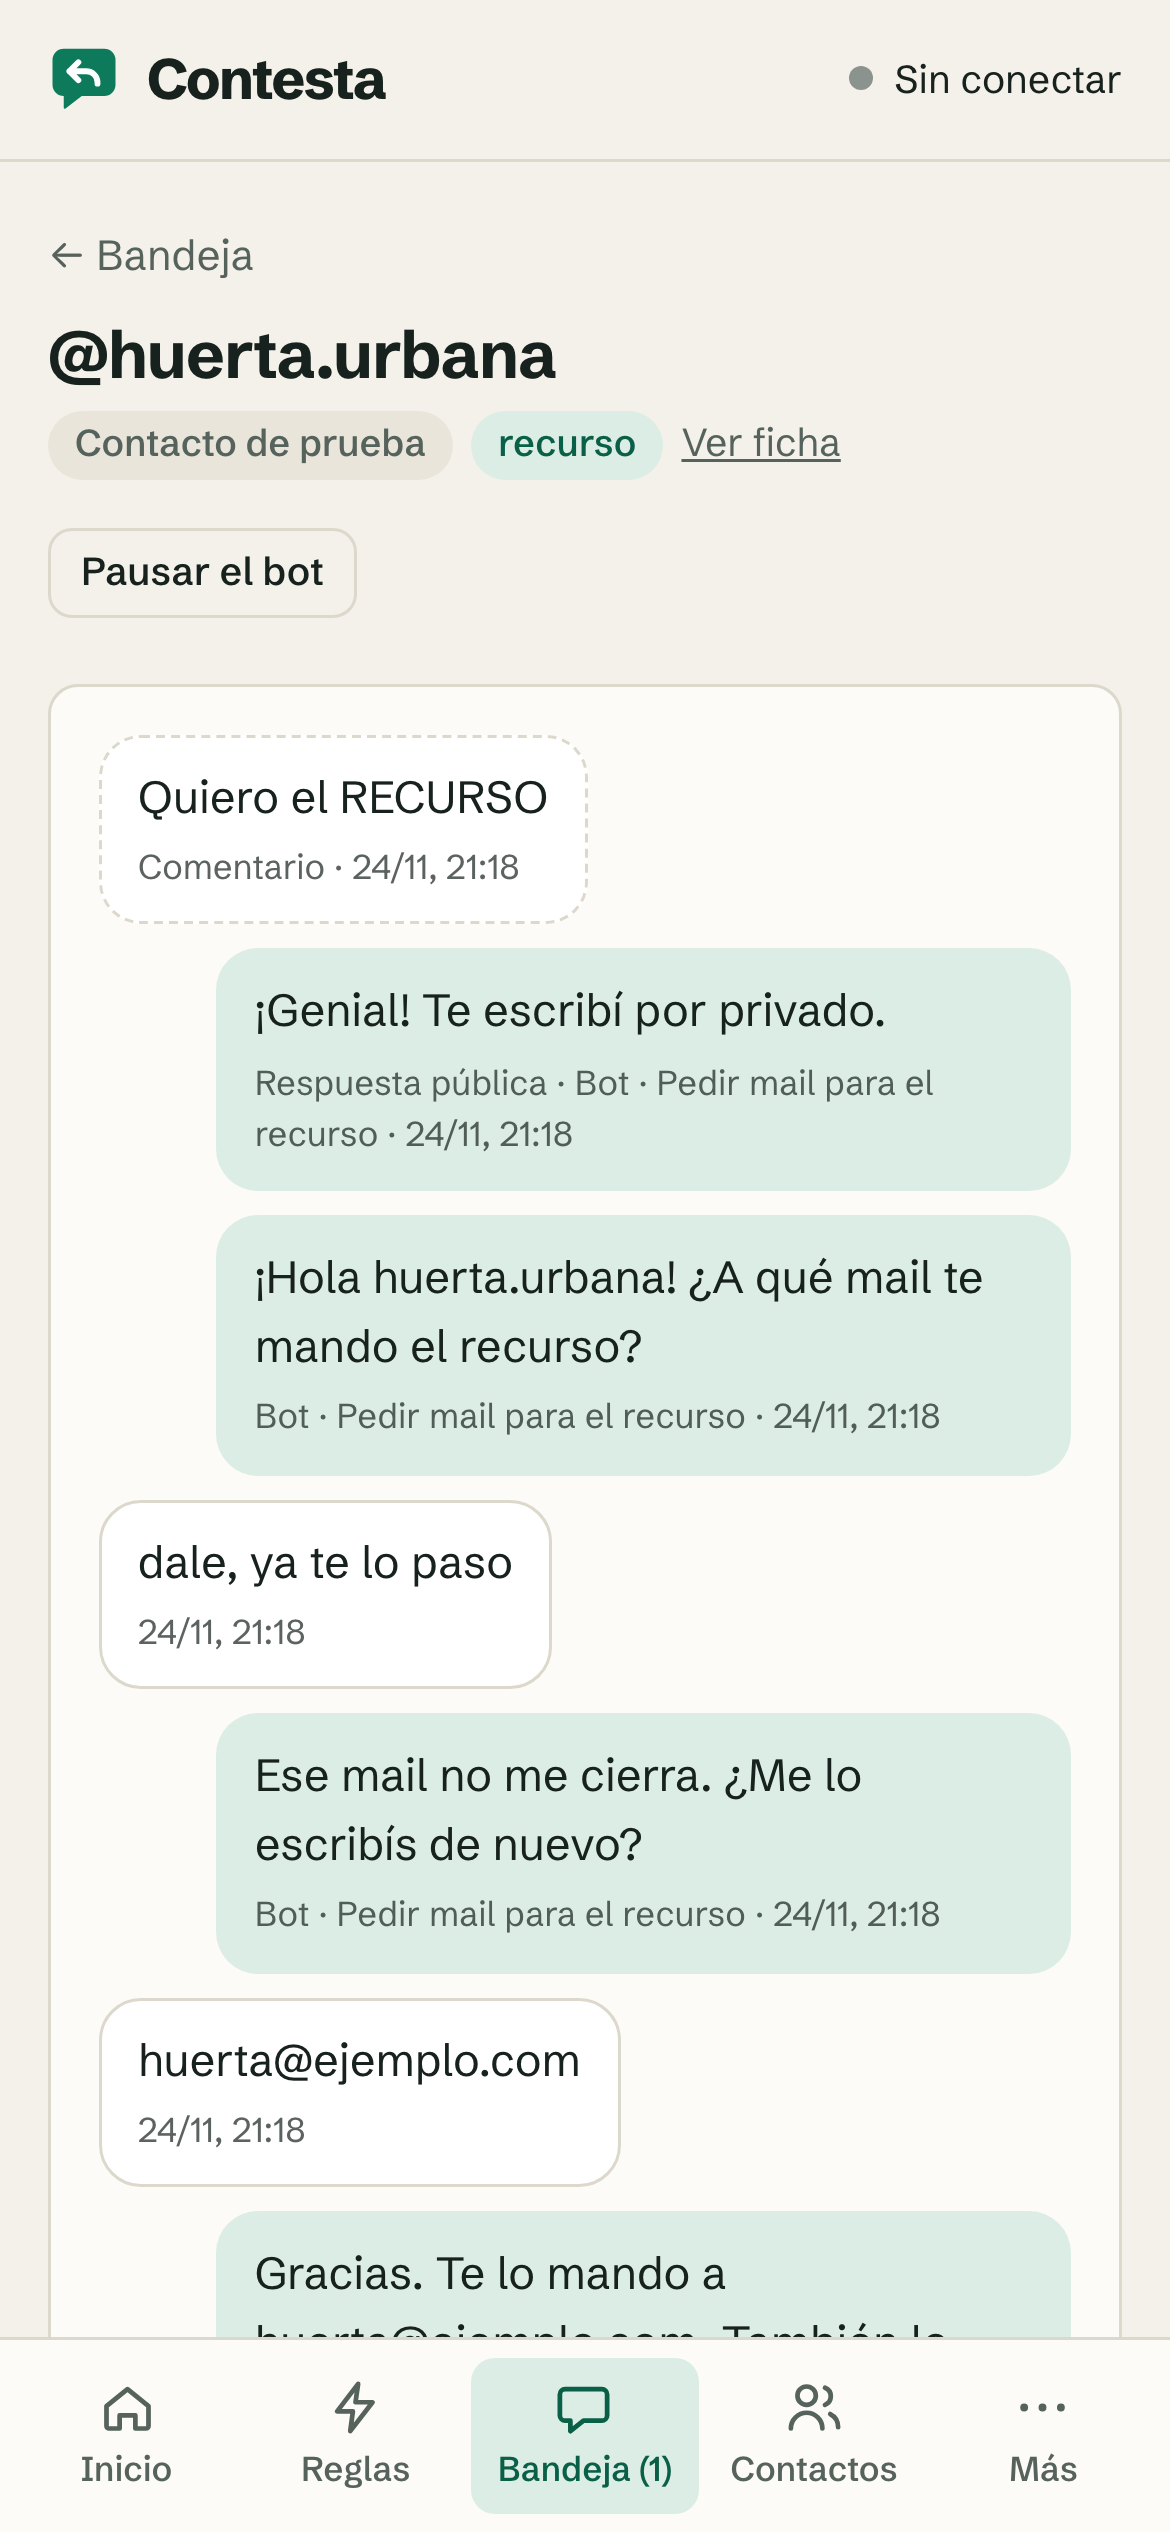 Contesta
Sin conectar
← Bandeja
@huerta.urbana
Contacto de prueba
recurso
Ver ficha
Pausar el bot
Quiero el RECURSO
Comentario · 24/11, 21:18
¡Genial! Te escribí por privado.
Respuesta pública · Bot · Pedir mail para el
recurso · 24/11, 21:18
¡Hola huerta.urbana! ¿A qué mail te
mando el recurso?
Bot · Pedir mail para el recurso · 24/11, 21:18
dale, ya te lo paso
24/11, 21:18
Ese mail no me cierra. ¿Me lo
escribís de nuevo?
Bot · Pedir mail para el recurso · 24/11, 21:18
huerta@ejemplo.com
24/11, 21:18
Gracias. Te lo mando a
huerta@ejemplo.com. También lo
Inicio
Reglas
Bandeja (1)
Contactos
Más